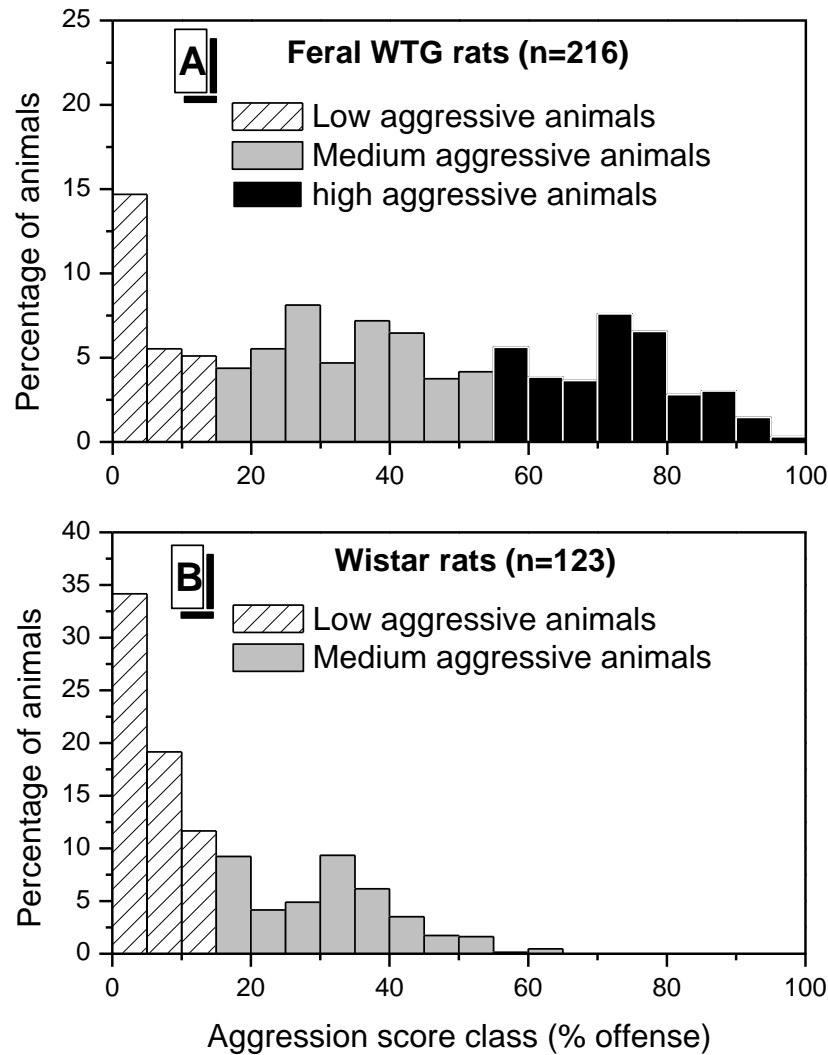 A
Feral WTG rats (n=216)
Low aggressive animals
Medium aggressive animals
high aggressive animals
Percentage of animals
25
20
15
10
5
0
0 20 40 60 80 100
B
Wistar rats (n=123)
Low aggressive animals
Medium aggressive animals
Percentage of animals
40
35
30
25
20
15
10
5
0
0 20 40 60 80 100
Aggression score class (% offense)